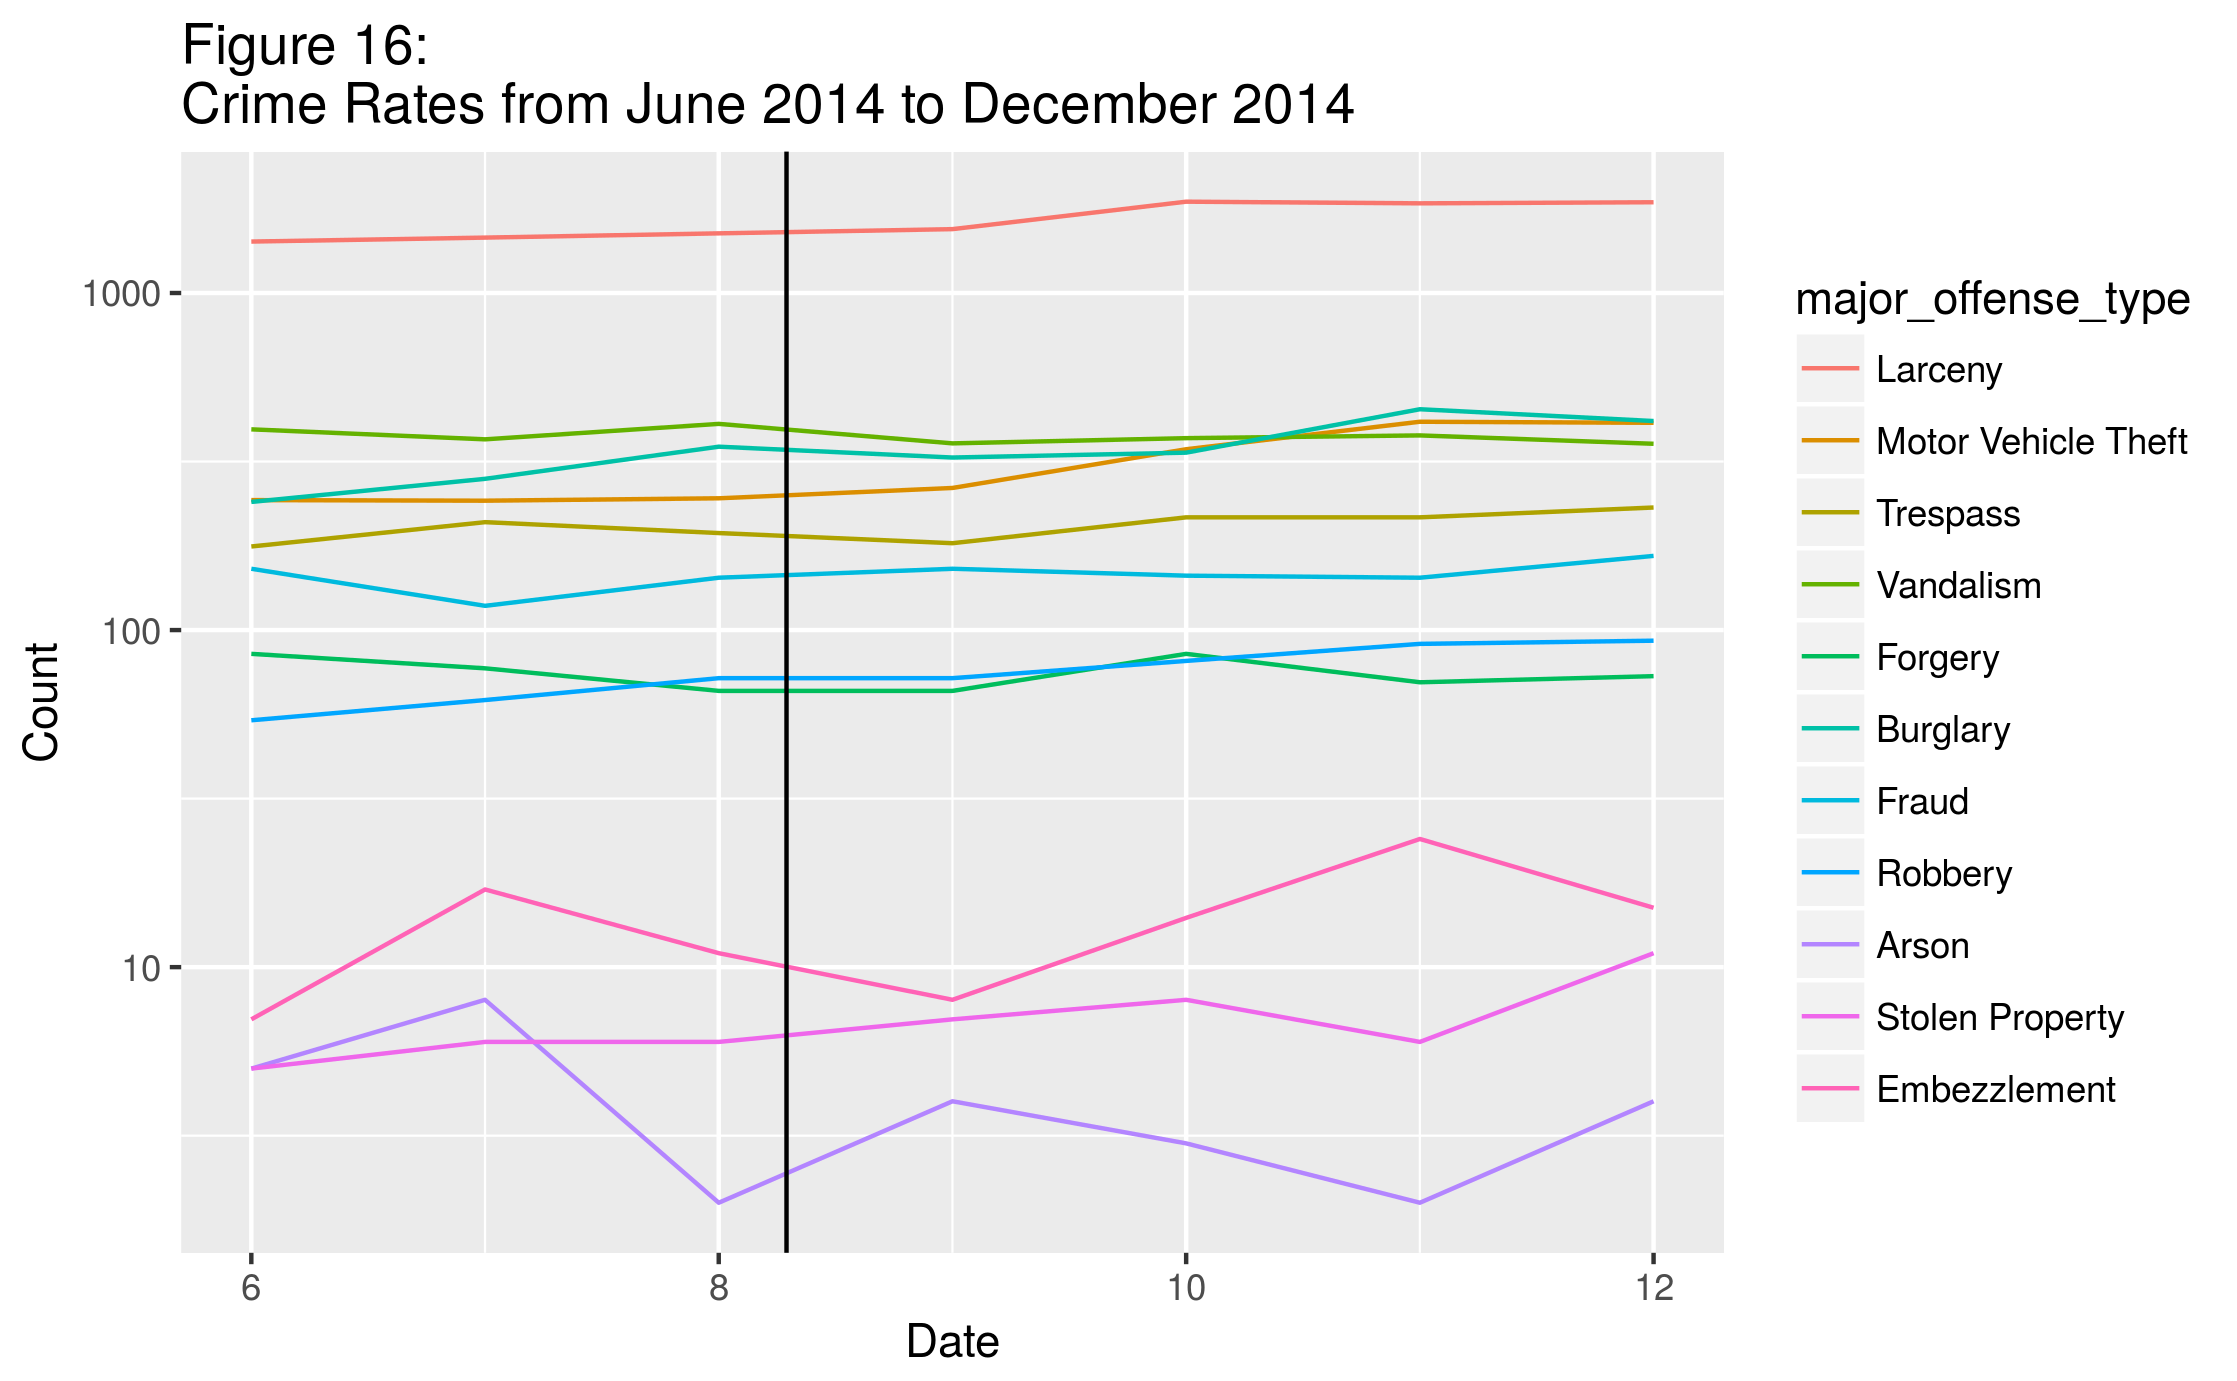 Figure 16:
Crime Rates from June 2014 to December 2014
1000
100
10
Count
6
8
10
12
Date
major_offense_type
Larceny
Motor Vehicle Theft
Trespass
Vandalism
Forgery
Burglary
Fraud
Robbery
Arson
Stolen Property
Embezzlement